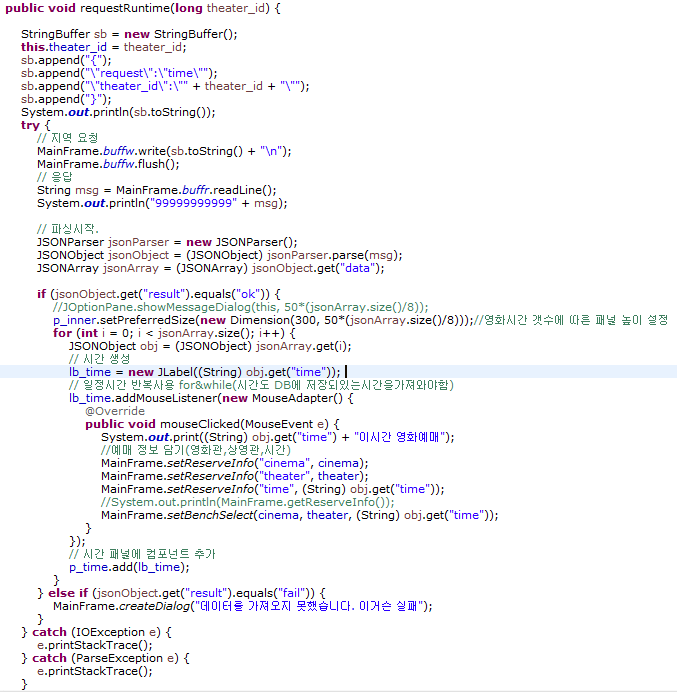 public void requestRuntime(long theater_id) {
StringBuffer sb = new StringBuffer();
this.theater_id = theater_id;
sb.append("{");
sb.append("\"request\":\"time\"");
sb.append("\"theater_id\":\"" + theater_id + "\"");
sb.append("}");
System.out.println(sb.toString());
try {
// 지역 요청
MainFrame.buffw.write(sb.toString() + "\n");
MainFrame.buffw.flush();
// 응답
String msg = MainFrame.buffr.readLine();
System.out.println("99999999999" + msg);
// 파싱시작.
JSONParser jsonParser = new JSONParser();
JSONObject jsonObject = (JSONObject) jsonParser.parse(msg);
JSONArray jsonArray = (JSONArray) jsonObject.get("data");
if (jsonObject.get("result").equals("ok")) {
//JOptionPane.showMessageDialog(this, 50*(jsonArray.size()/8));
p_inner.setPreferredSize(new Dimension(300, 50*(jsonArray.size()/8)));//영화시간 갯수에 따른 패널 높이 설정
for (int i = 0; i < jsonArray.size(); i++) {
JSONObject obj = (JSONObject) jsonArray.get(i);
// 시간 생성
lb_time = new JLabel((String) obj.get("time"));
// 일정시간 반복사용 for&while(시간도 DB에 저장되있는시간을가져와야함)
lb_time.addMouseListener(new MouseAdapter() {
@Override
public void mouseClicked(MouseEvent e) {
System.out.print((String) obj.get("time") + "이시간 영화예매");
//예매 정보 담기(영화관,상영관,시간)
MainFrame.setReserveInfo("cinema", cinema);
MainFrame.setReserveInfo("theater", theater);
MainFrame.setReserveInfo("time", (String) obj.get("time"));
//System.out.println(MainFrame.getReserveInfo());
MainFrame.setBenchSelect(cinema, theater, (String) obj.get("time"));
}
});
// 시간 패널에 컴포넌트 추가
p_time.add(lb_time);
}
} else if (jsonObject.get("result").equals("fail")) {
MainFrame.createDialog("데이터를 가져오지 못했습니다. 이거슨 실패");
}
} catch (IOException e) {
e.printStackTrace();
} catch (ParseException e) {
e.printStackTrace();
}